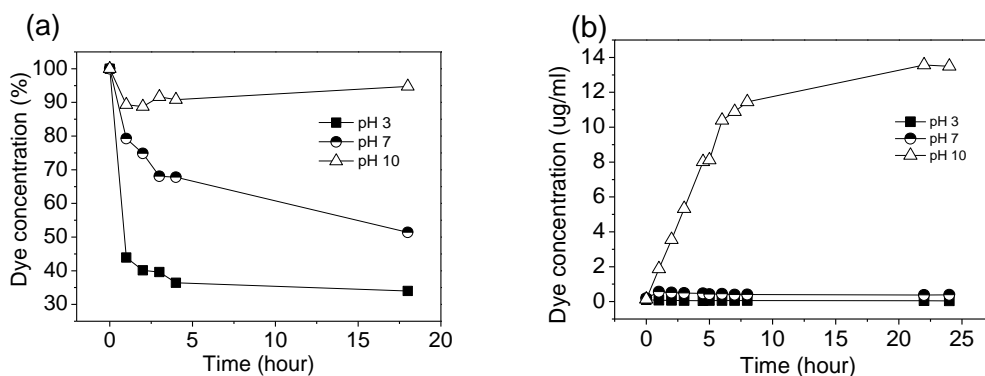 (a)
Dye concentration (%)
100
90
80
70
60
50
40
30
pH 3
pH 7
pH 10
0
5
10
15
20
Time (hour)
(b)
Dye concentration (ug/ml)
14
12
10
8
6
4
2
0
pH 3
pH 7
pH 10
0
5
10
15
20
25
Time (hour)